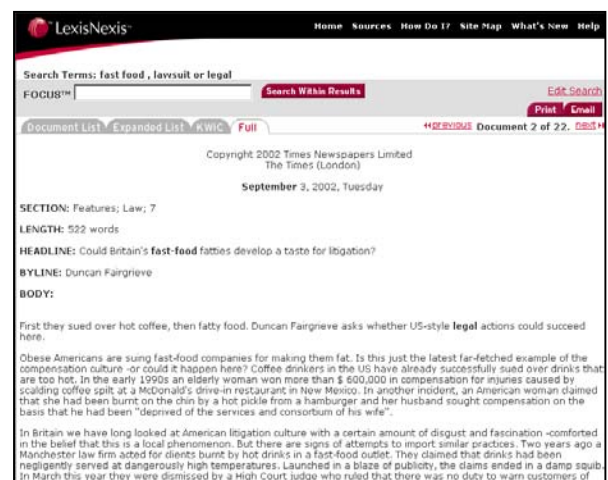 LexisNexis™
Home Sources How Do I? Site Map What's New Help
Search Terms: fast food , lawsuit or legal
FOCUS™ Search Within Results Edit Search
Print Email
Document List Expanded List KWIC Full previous Document 2 of 22. next
Copyright 2002 Times Newspapers Limited
The Times (London)
September 3, 2002, Tuesday
SECTION: Features; Law; 7
LENGTH: 522 words
HEADLINE: Could Britain's fast-food fatties develop a taste for litigation?
BYLINE: Duncan Fairgrieve
BODY:
First they sued over hot coffee, then fatty food. Duncan Fairgrieve asks whether US-style legal actions could succeed
here.
Obese Americans are suing fast-food companies for making them fat. Is this just the latest far-fetched example of the
compensation culture -or could it happen here? Coffee drinkers in the US have already successfully sued over drinks that
are too hot. In the early 1990s an elderly woman won more than $ 600,000 in compensation for injuries caused by
scalding coffee spilt at a McDonald's drive-in restaurant in New Mexico. In another incident, an American woman claimed
that she had been burnt on the chin by a hot pickle from a hamburger and her husband sought compensation on the
basis that he had been "deprived of the services and consortium of his wife".
In Britain we have long looked at American litigation culture with a certain amount of disgust and fascination -comforted
in the belief that this is a local phenomenon. But there are signs of attempts to import similar practices. Two years ago a
Manchester law firm acted for clients burnt by hot drinks in a fast-food outlet. They claimed that drinks had been
negligently served at dangerously high temperatures. Launched in a blaze of publicity, the claims ended in a damp squib.
In March this year they were dismissed by a High Court judge who ruled that there was no duty to warn customers of